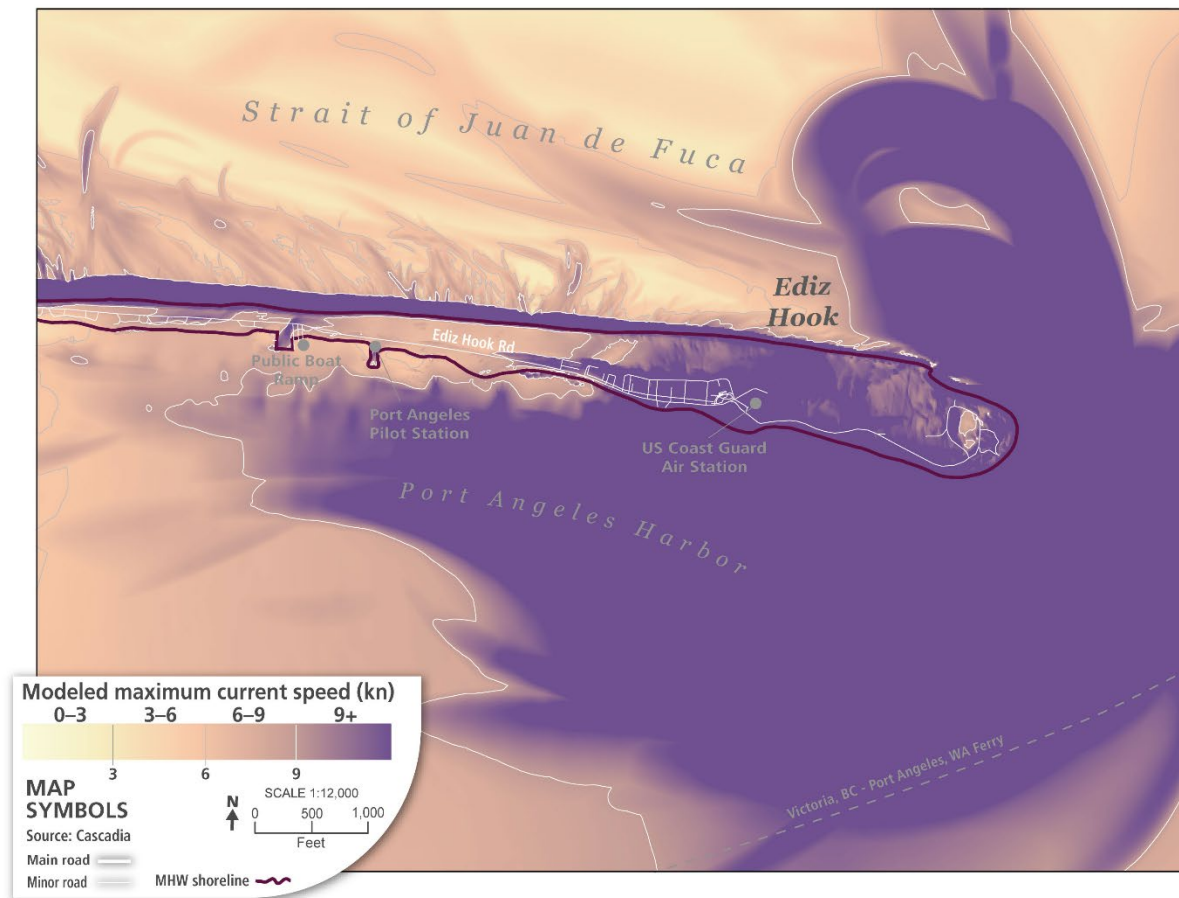 Strait of Juan de Fuca
Ediz
Hook
Ediz Hook Rd
Public Boat
Ramp
Port Angeles
Pilot Station
US Coast Guard
Air Station
Port Angeles Harbor
Victoria, BC - Port Angeles, WA Ferry
Modeled maximum current speed (kn)
0–3 3–6 6–9 9+
3 6 9
MAP
SYMBOLS
Source: Cascadia
Main road
Minor road
MHW shoreline
N
SCALE 1:12,000
0 500 1,000
Feet